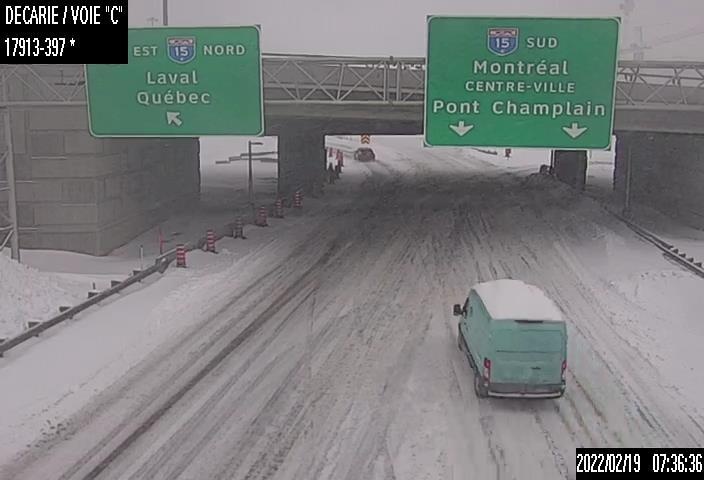 DECARIE / VOIE "C"
17913-397 *
EST 15 NORD
Laval
Québec
15 SUD
Montréal
CENTRE-VILLE
Pont Champlain
2022/02/19 07:36:36